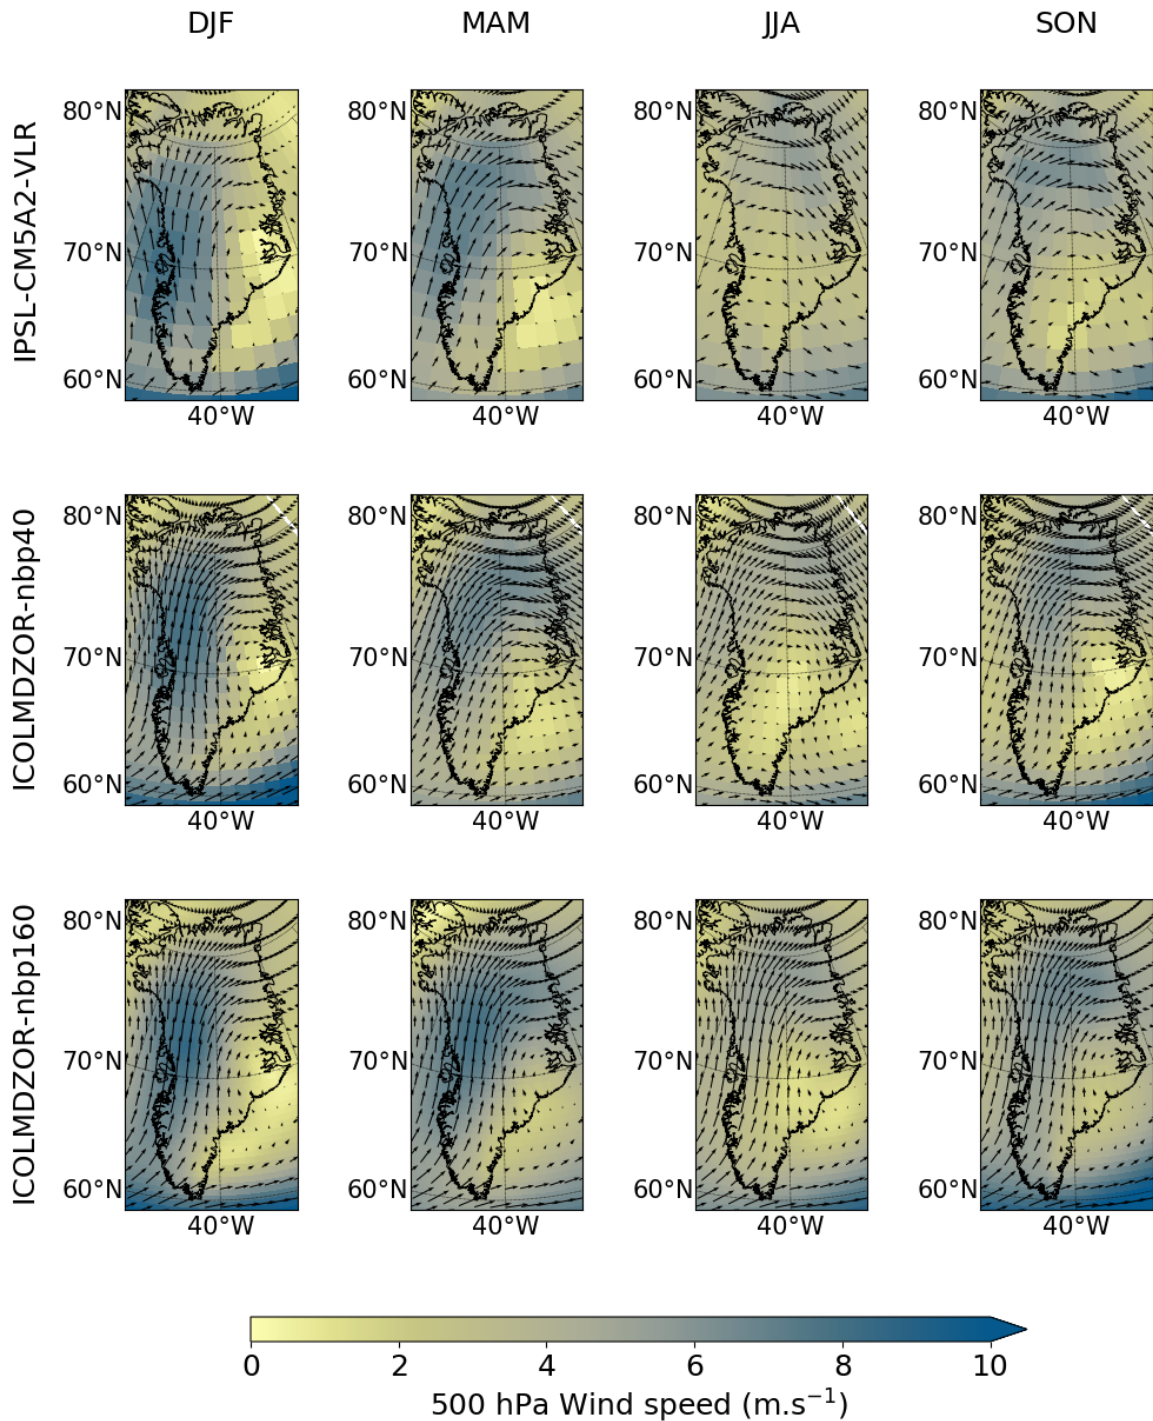 DJF MAM JJA SON
IPSL-CM5A2-VLR
80°N 80°N 80°N 80°N
70°N 70°N 70°N 70°N
60°N 60°N 60°N 60°N
40°W 40°W 40°W 40°W
ICOLMDZOR-nbp40
80°N 80°N 80°N 80°N
70°N 70°N 70°N 70°N
60°N 60°N 60°N 60°N
40°W 40°W 40°W 40°W
ICOLMDZOR-nbp160
80°N 80°N 80°N 80°N
70°N 70°N 70°N 70°N
60°N 60°N 60°N 60°N
40°W 40°W 40°W 40°W
0 2 4 6 8 10
500 hPa Wind speed (m.s⁻¹)